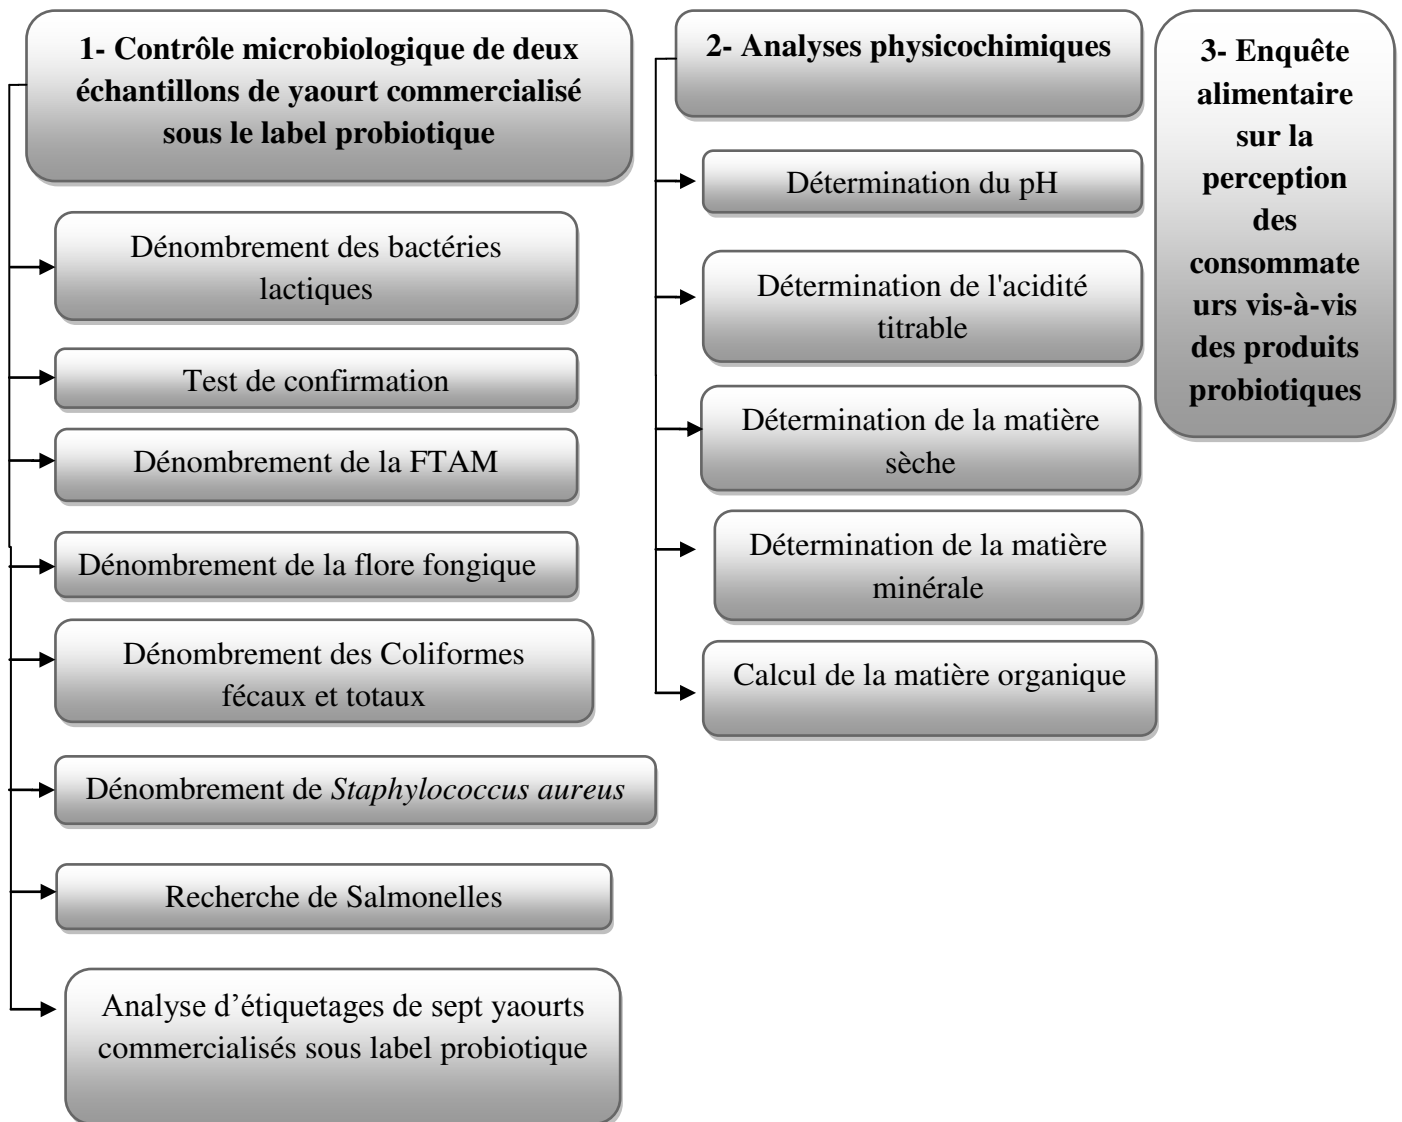 1- Contrôle microbiologique de deux
échantillons de yaourt commercialisé
sous le label probiotique
Dénombrement des bactéries
lactiques
Test de confirmation
Dénombrement de la FTAM
Dénombrement de la flore fongique
Dénombrement des Coliformes
fécaux et totaux
Dénombrement de Staphylococcus aureus
Recherche de Salmonelles
Analyse d’étiquetages de sept yaourts
commercialisés sous label probiotique
2- Analyses physicochimiques
Détermination du pH
Détermination de l'acidité
titrable
Détermination de la matière
sèche
Détermination de la matière
minérale
Calcul de la matière organique
3- Enquête
alimentaire
sur la
perception
des
consommate
urs vis-à-vis
des produits
probiotiques